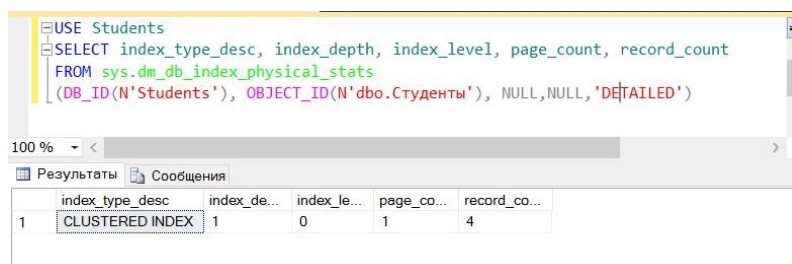 USE Students
SELECT index_type_desc, index_depth, index_level, page_count, record_count
FROM sys.dm_db_index_physical_stats
(DB_ID(N'Students'), OBJECT_ID(N'dbo.Студенты'), NULL,NULL,'DETAILED')
100 %
Результаты Сообщения
index_type_desc index_de... index_le... page_co... record_co...
1 CLUSTERED INDEX 1 0 1 4